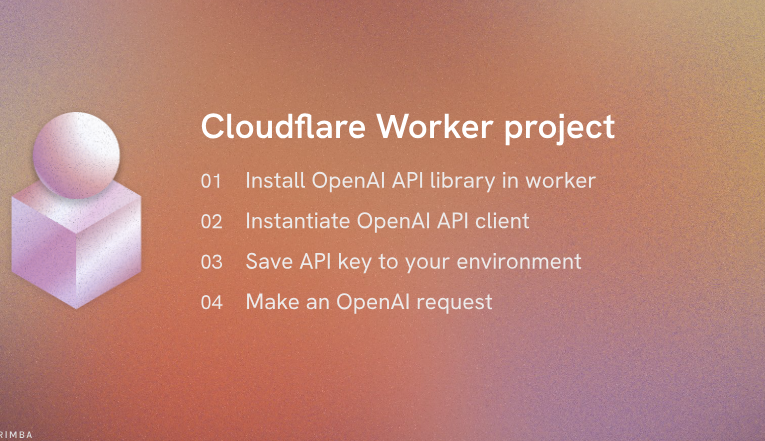 Cloudflare Worker project
01 Install OpenAI API library in worker
02 Instantiate OpenAI API client
03 Save API key to your environment
04 Make an OpenAI request
RIMBA